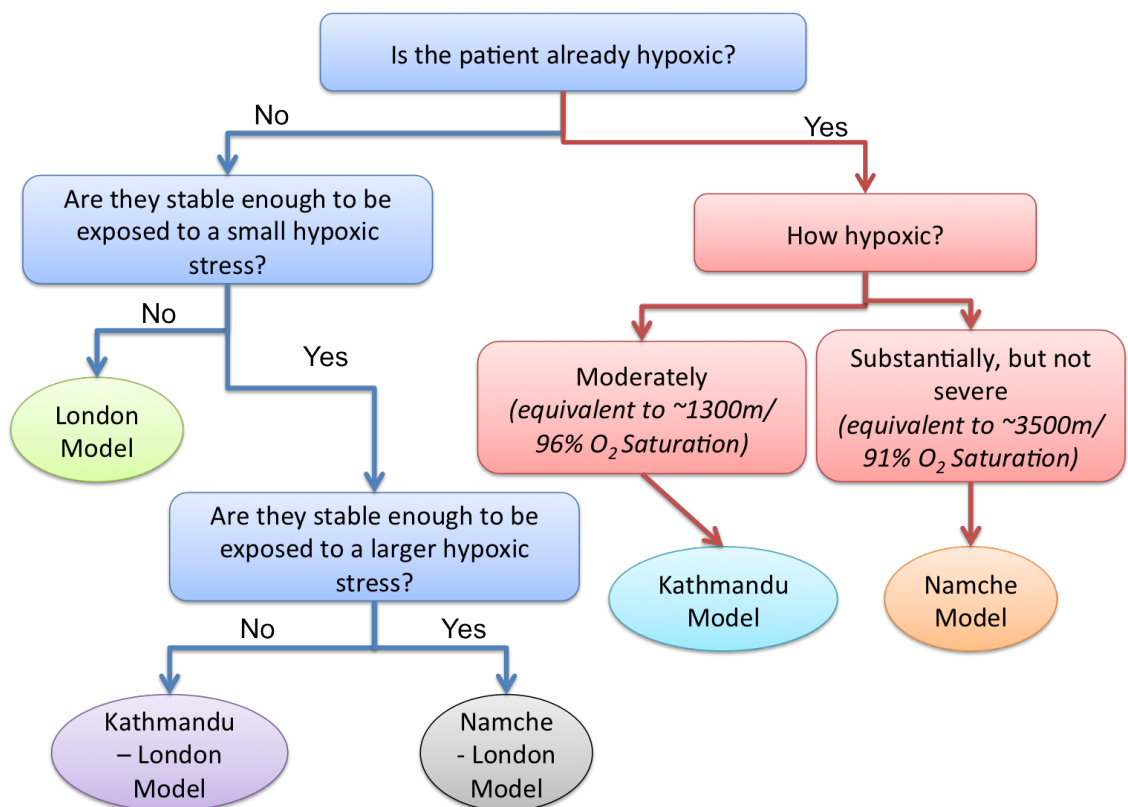 Is the patient already hypoxic?
No
Yes
Are they stable enough to be
exposed to a small hypoxic
stress?
How hypoxic?
No
Yes
Moderately
(equivalent to ~1300m/
96% O₂ Saturation)
Substantially, but not
severe
(equivalent to ~3500m/
91% O₂ Saturation)
London
Model
Are they stable enough to be
exposed to a larger hypoxic
stress?
Kathmandu
Model
Namche
Model
No
Yes
Kathmandu
– London
Model
Namche
- London
Model